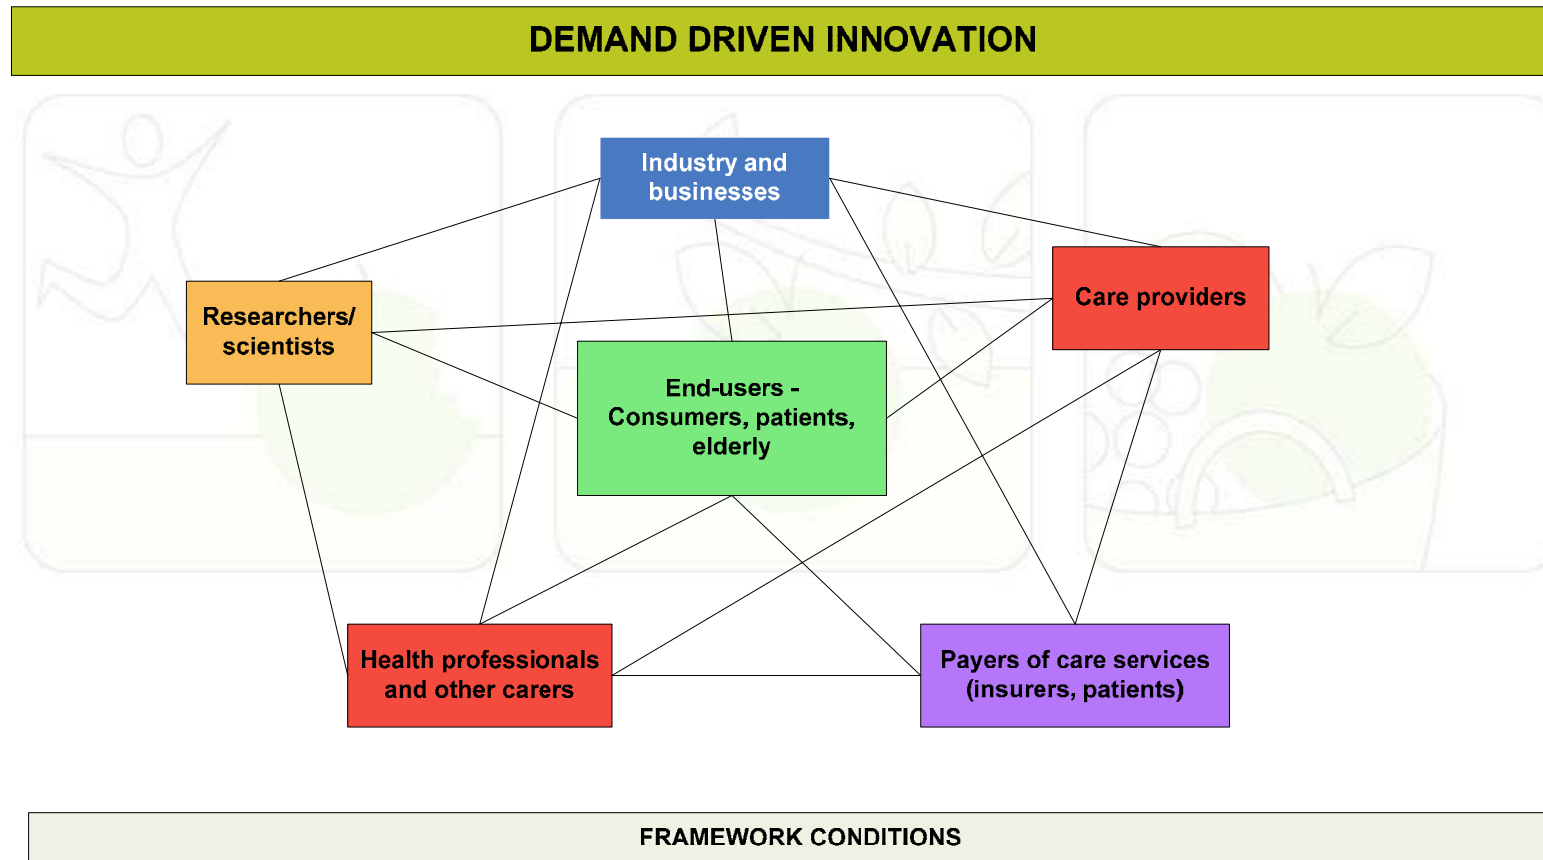 DEMAND DRIVEN INNOVATION
Industry and
businesses
Care providers
Researchers/
scientists
End-users -
Consumers, patients,
elderly
Health professionals
and other carers
Payers of care services
(insurers, patients)
FRAMEWORK CONDITIONS